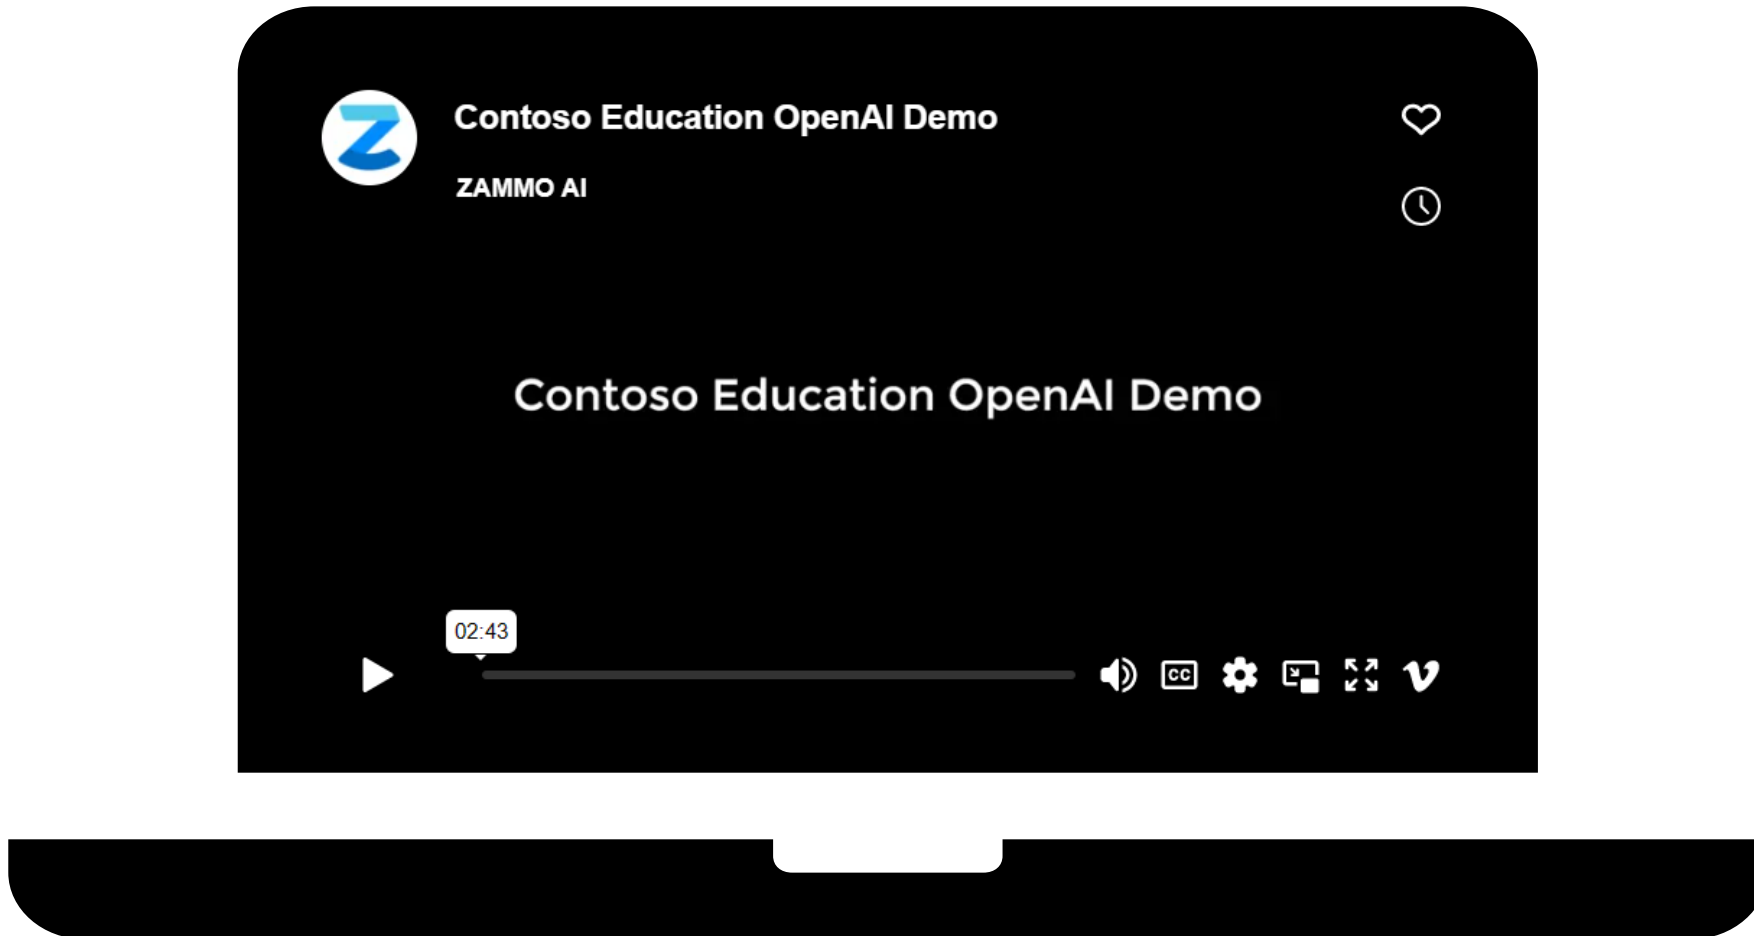 Contoso Education OpenAI Demo
ZAMMO AI
Contoso Education OpenAI Demo
02:43
CC